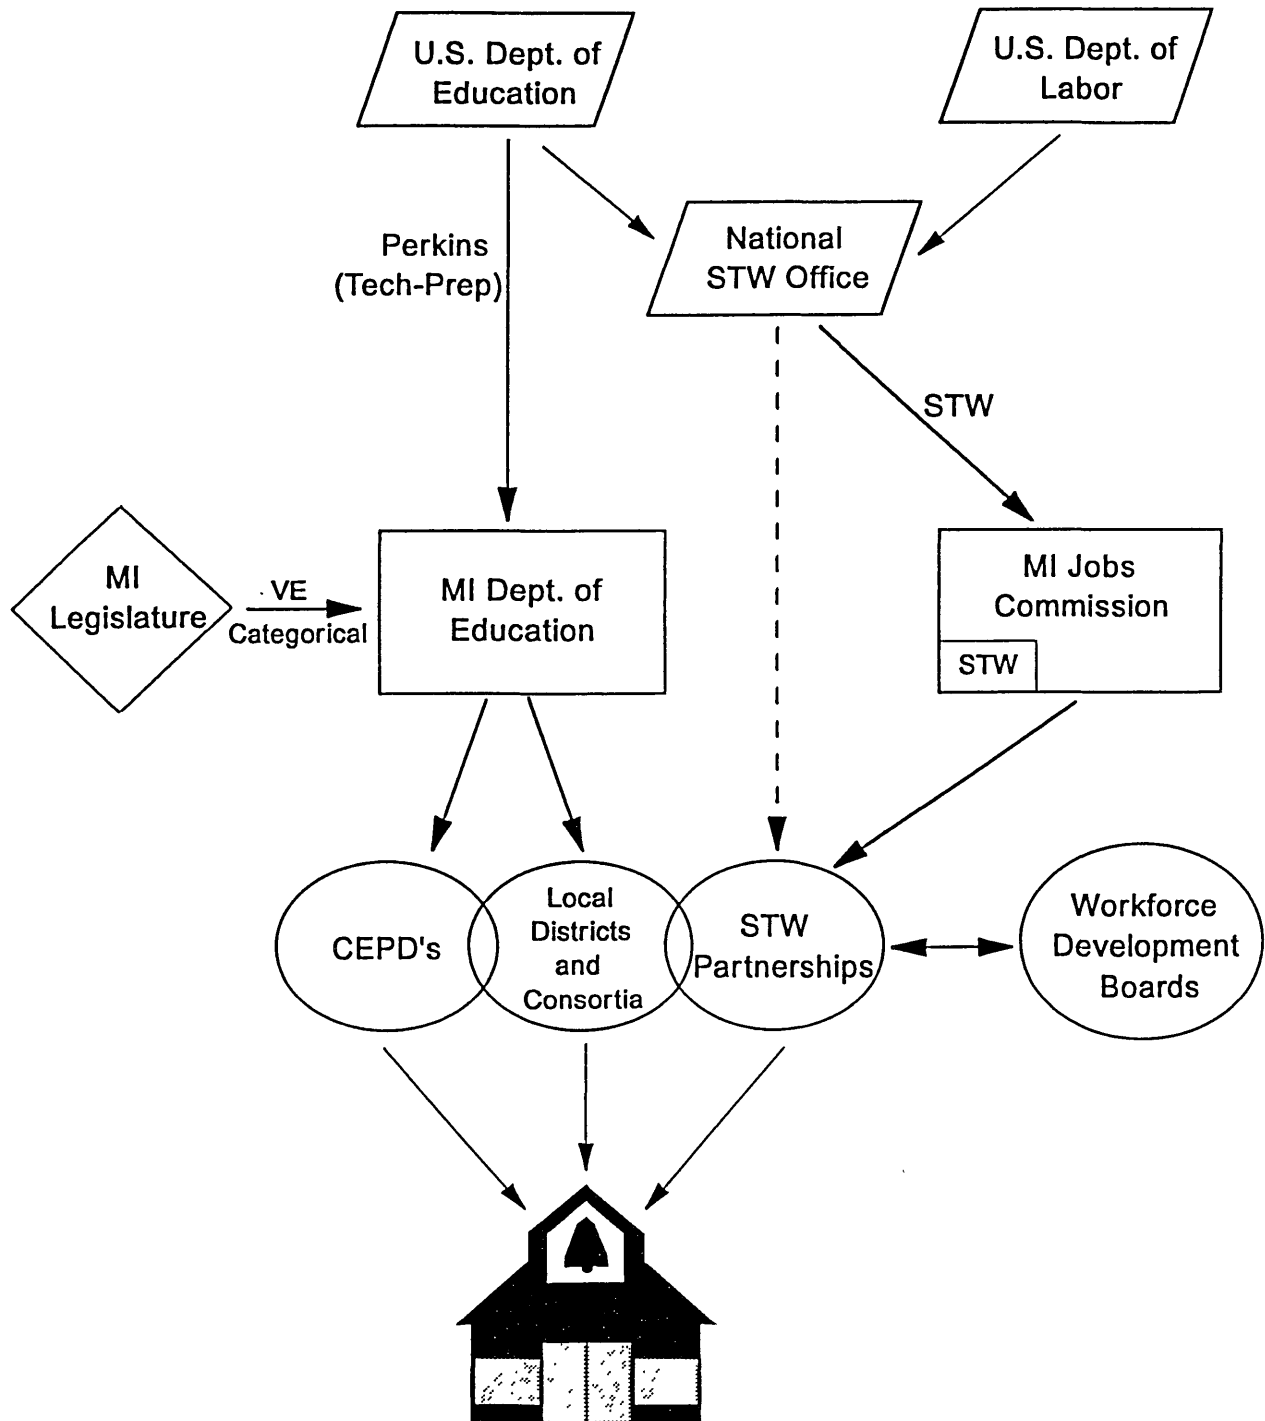 U.S. Dept. of
Education
U.S. Dept. of
Labor
National
STW Office
Perkins
(Tech-Prep)
STW
MI
Legislature
VE
Categorical
MI Dept. of
Education
MI Jobs
Commission
STW
CEPD's
Local
Districts
and
Consortia
STW
Partnerships
Workforce
Development
Boards